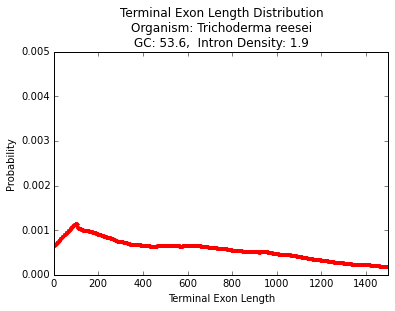 Terminal Exon Length Distribution
Organism: Trichoderma reesei
GC: 53.6,  Intron Density: 1.9
0.005
0.004
0.003
0.002
0.001
0.000
Probability
0 200 400 600 800 1000 1200 1400
Terminal Exon Length